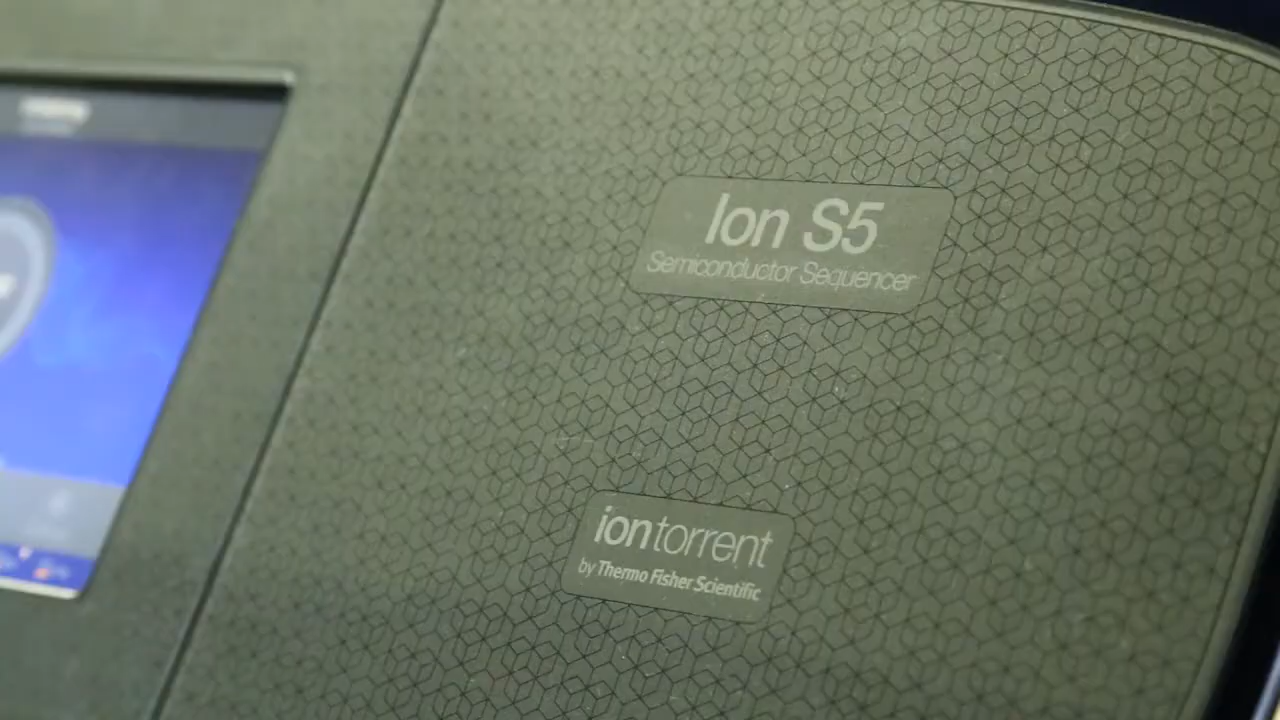 Ion S5
Semiconductor Sequencer
iontorrent
by Thermo Fisher Scientific